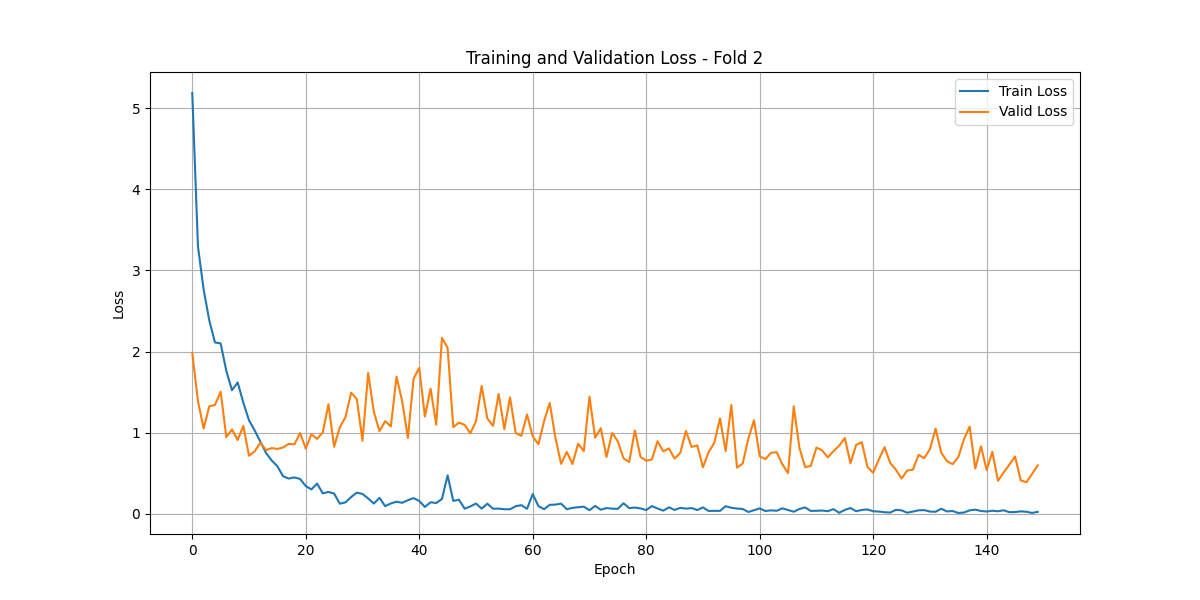 Training and Validation Loss - Fold 2
Train Loss
Valid Loss
Loss
5
4
3
2
1
0
0 20 40 60 80 100 120 140
Epoch